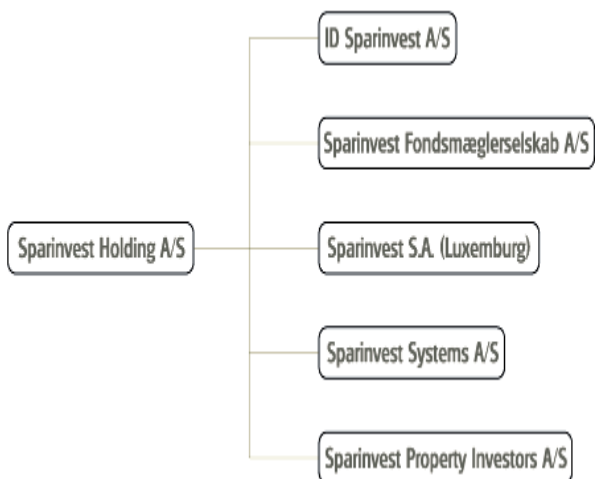 ID Sparinvest A/S
Sparinvest Fondsmæglerselskab A/S
Sparinvest Holding A/S
Sparinvest S.A. (Luxemburg)
Sparinvest Systems A/S
Sparinvest Property Investors A/S